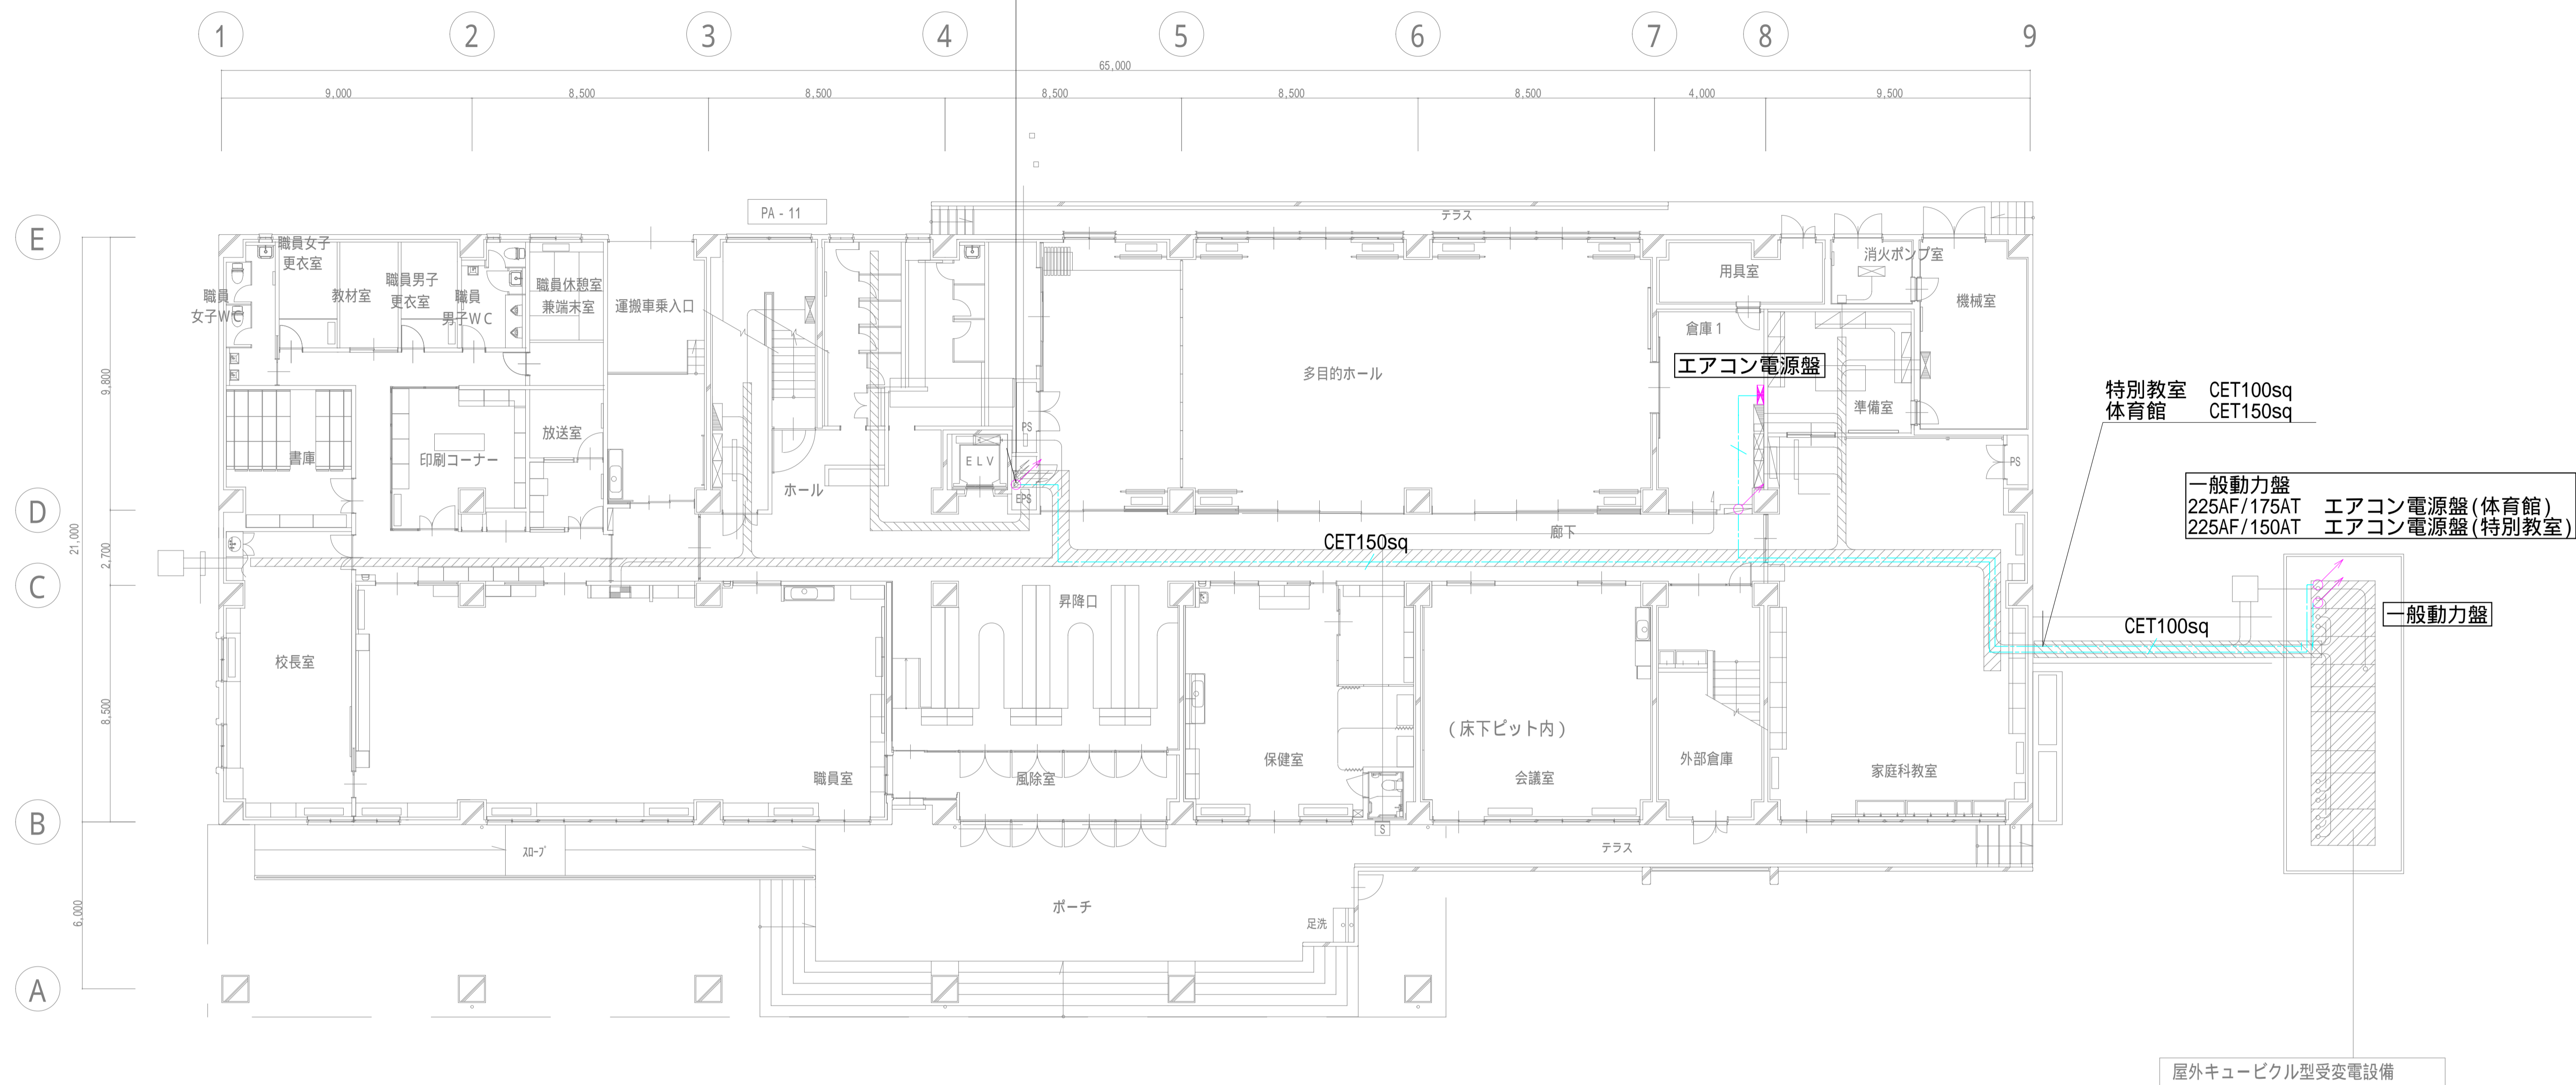 1 2 3 4 5 6 7 8 9
65,000
9,000 8,500 8,500 8,500 8,500 8,500 4,000 9,500
PA - 11
テラス
E
職員女子
更衣室
職員
女子WC
教材室
職員男子
更衣室
職員
男子WC
職員休憩室
兼端末室
運搬車乗入口
用具室
消火ポンプ室
機械室
倉庫1
エアコン電源盤
多目的ホール
準備室
9,800
特別教室 CET100sq
体育館 CET150sq
書庫
印刷コーナー
放送室
ホール
ELV
PS
EPS
PS
一般動力盤
225AF/175AT エアコン電源盤(体育館)
225AF/150AT エアコン電源盤(特別教室)
D
21,000
2,700
廊下
CET150sq
C
昇降口
一般動力盤
CET100sq
校長室
8,500
(床下ピット内)
職員室
風除室
保健室
会議室
外部倉庫
家庭科教室
B
S
スロープ
テラス
6,000
ポーチ
足洗
A
屋外キュービクル型受変電設備